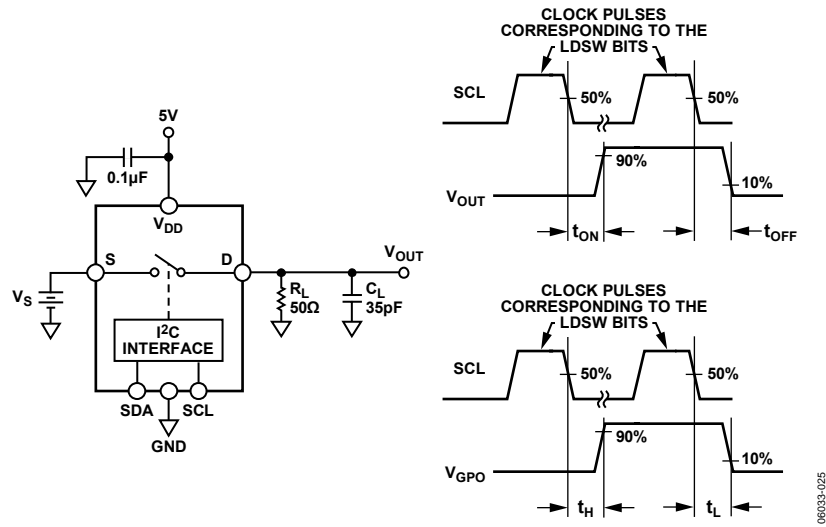 5V
0.1µF
VDD
S
D
VOUT
VS
RL
50Ω
CL
35pF
I2C
INTERFACE
SDA
SCL
GND
CLOCK PULSES
CORRESPONDING TO THE
LDSW BITS
SCL
50%
50%
90%
10%
VOUT
tON
tOFF
CLOCK PULSES
CORRESPONDING TO THE
LDSW BITS
SCL
50%
50%
90%
10%
VGPO
tH
tL
06033-025